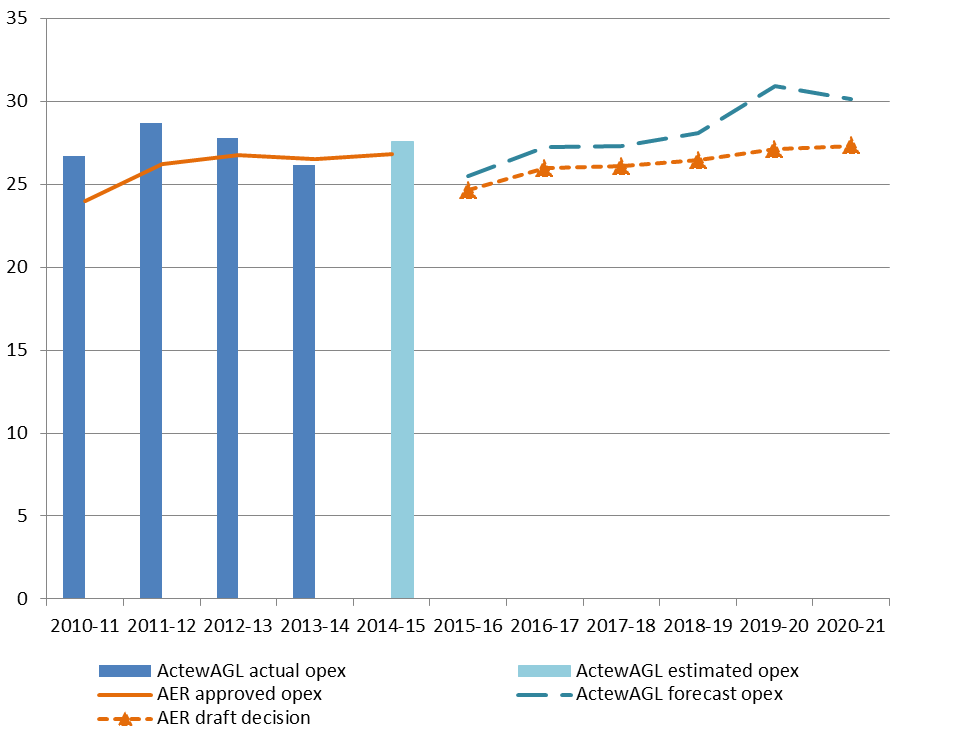 35
30
25
20
15
10
5
0
2010-11 2011-12 2012-13 2013-14 2014-15 2015-16 2016-17 2017-18 2018-19 2019-20 2020-21
ActewAGL actual opex ActewAGL estimated opex
AER approved opex ActewAGL forecast opex
AER draft decision